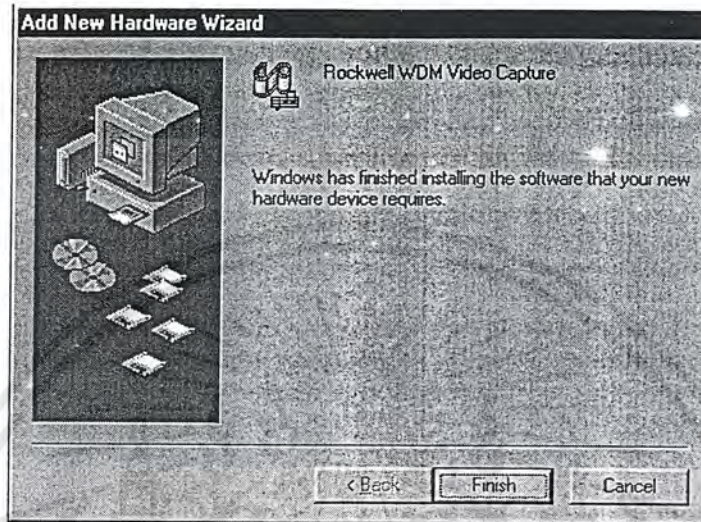 Add New Hardware Wizard
Rockwell WDM Video Capture
Windows has finished installing the software that your new
hardware device requires.
< Back
Finish
Cancel